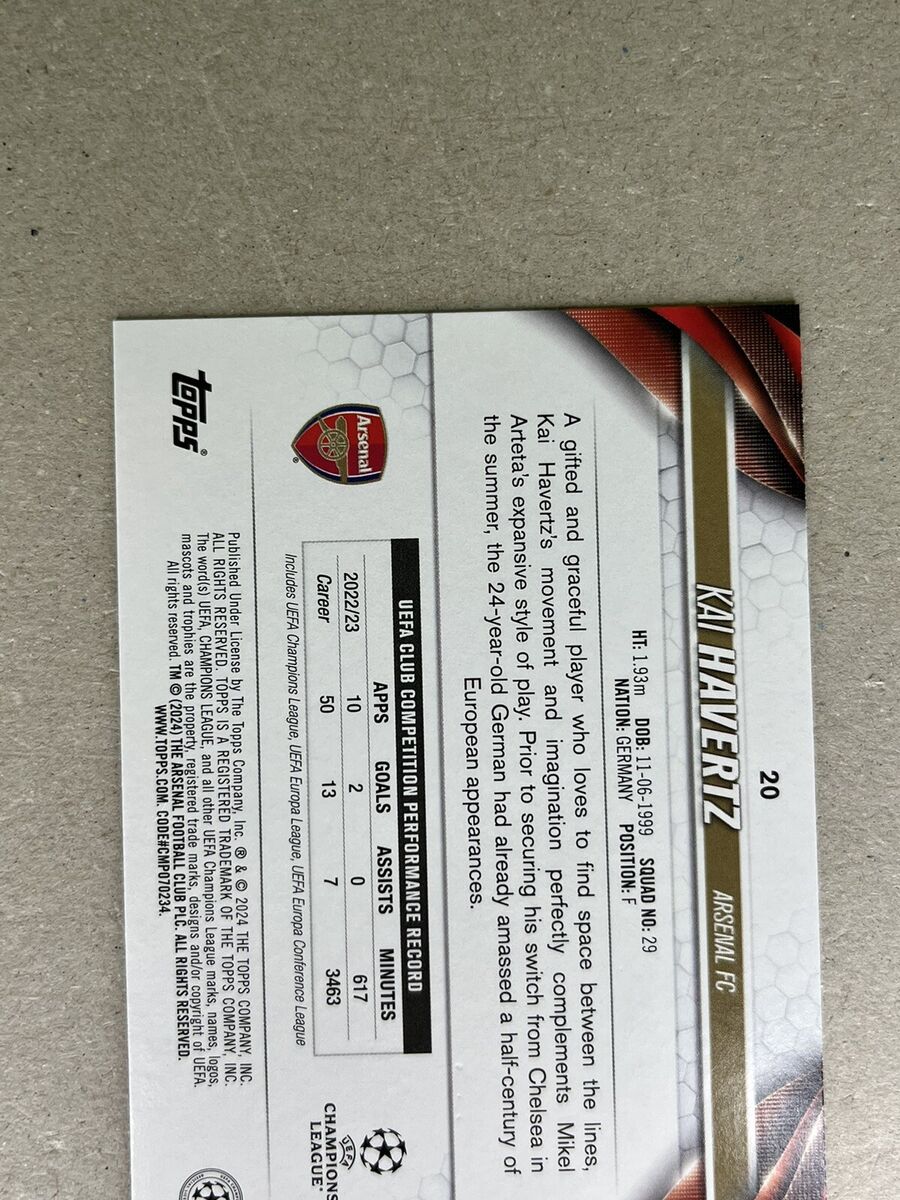 20
KAI HAVERTZ ARSENAL FC
HT: 1.93m DOB: 11-06-1999 SQUAD NO: 29
NATION: GERMANY POSITION: F
A gifted and graceful player who loves to find space between the lines,
Kai Havertz's movement and imagination perfectly complements Mikel
Arteta's expansive style of play. Prior to securing his switch from Chelsea in
the summer, the 24-year-old German had already amassed a half-century of
European appearances.
UEFA CLUB COMPETITION PERFORMANCE RECORD
APPS GOALS ASSISTS MINUTES
2022/23 10 2 0 617
Career 50 13 7 3463
Includes UEFA Champions League, UEFA Europa League, UEFA Europa Conference League
Arsenal
®
UEFA
CHAMPIONS
LEAGUE®
topps®
Published Under License by The Topps Company, Inc. ® & © 2024 THE TOPPS COMPANY, INC.
ALL RIGHTS RESERVED. TOPPS IS A REGISTERED TRADEMARK OF THE TOPPS COMPANY, INC.
The word(s) UEFA, CHAMPIONS LEAGUE, and all other UEFA Champions League marks, names, logos,
mascots and trophies are the property, registered trade marks, designs and/or copyright of UEFA.
All rights reserved. TM © (2024) THE ARSENAL FOOTBALL CLUB PLC. ALL RIGHTS RESERVED.
WWW.TOPPS.COM. CODE#CMP070234.